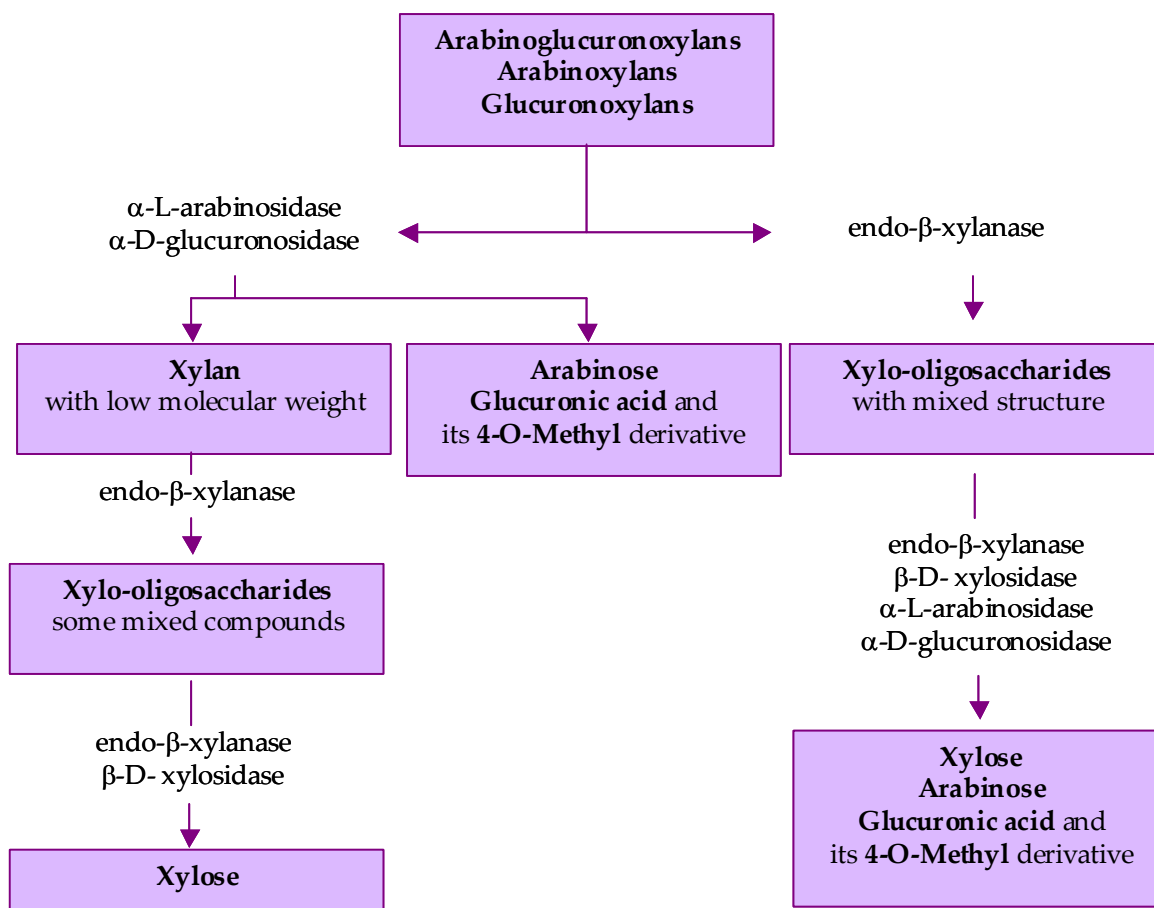 Arabinoglucuronoxylans
Arabinoxylans
Glucuronoxylans
α-L-arabinosidase
α-D-glucuronosidase
endo-β-xylanase
Xylan
with low molecular weight
Arabinose
Glucuronic acid and
its 4-O-Methyl derivative
Xylo-oligosaccharides
with mixed structure
endo-β-xylanase
Xylo-oligosaccharides
some mixed compounds
endo-β-xylanase
β-D- xylosidase
α-L-arabinosidase
α-D-glucuronosidase
endo-β-xylanase
β-D- xylosidase
Xylose
Xylose
Arabinose
Glucuronic acid and
its 4-O-Methyl derivative